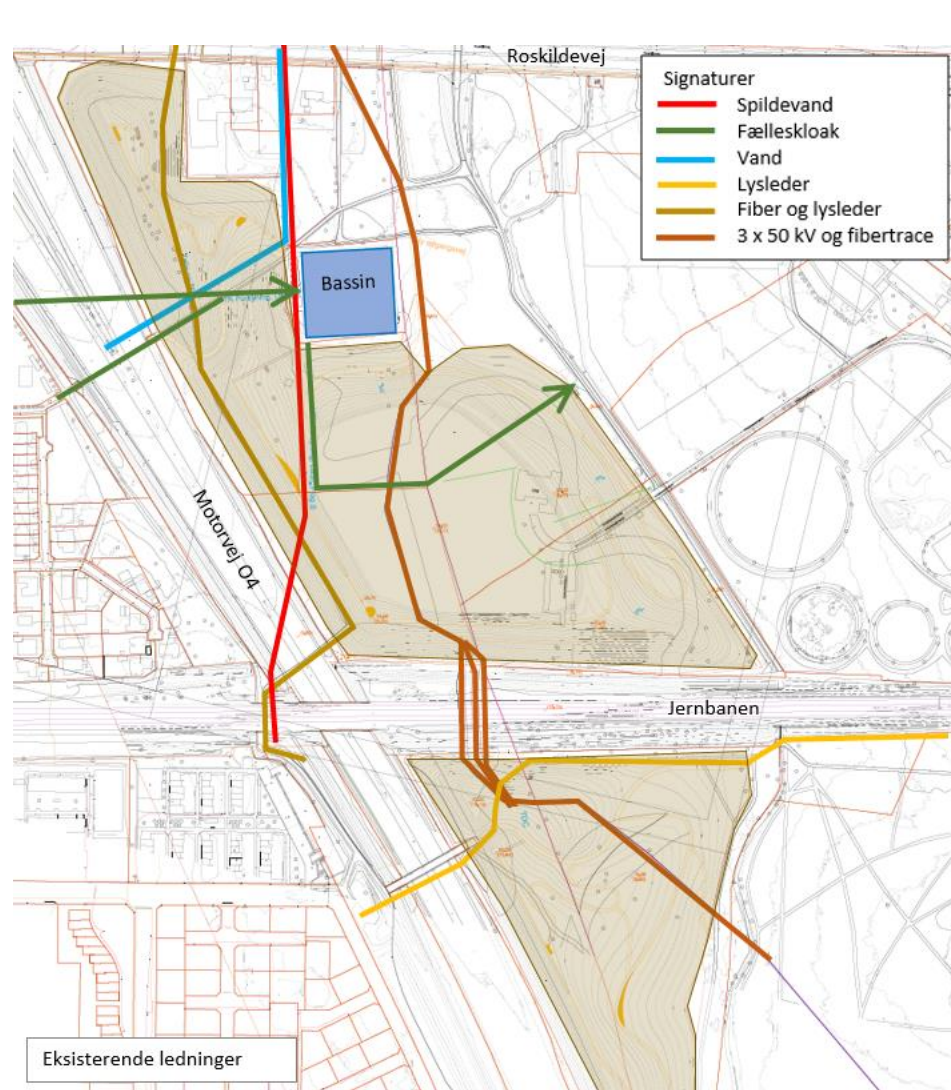 Roskildevej
Signaturer
Spildevand
Fælleskloak
Vand
Lysleder
Fiber og lysleder
3 x 50 kV og fibertrace
Bassin
Motorvej O4
Jernbanen
TDC
Eksisterende ledninger